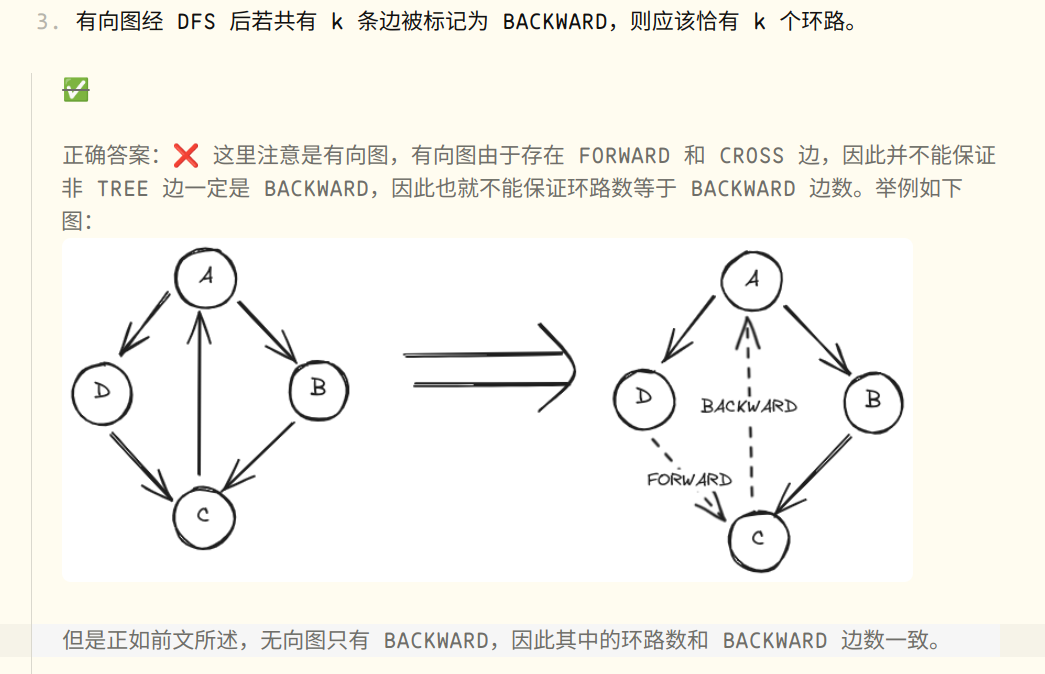 3. 有向图经 DFS 后若共有 k 条边被标记为 BACKWARD，则应该恰有 k 个环路。
✅
正确答案：❌ 这里注意是有向图，有向图由于存在 FORWARD 和 CROSS 边，因此并不能保证
非 TREE 边一定是 BACKWARD，因此也就不能保证环路数等于 BACKWARD 边数。举例如下
图：
A
D
B
C
A
D
BACKWARD
B
FORWARD
C
但是正如前文所述，无向图只有 BACKWARD，因此其中的环路数和 BACKWARD 边数一致。